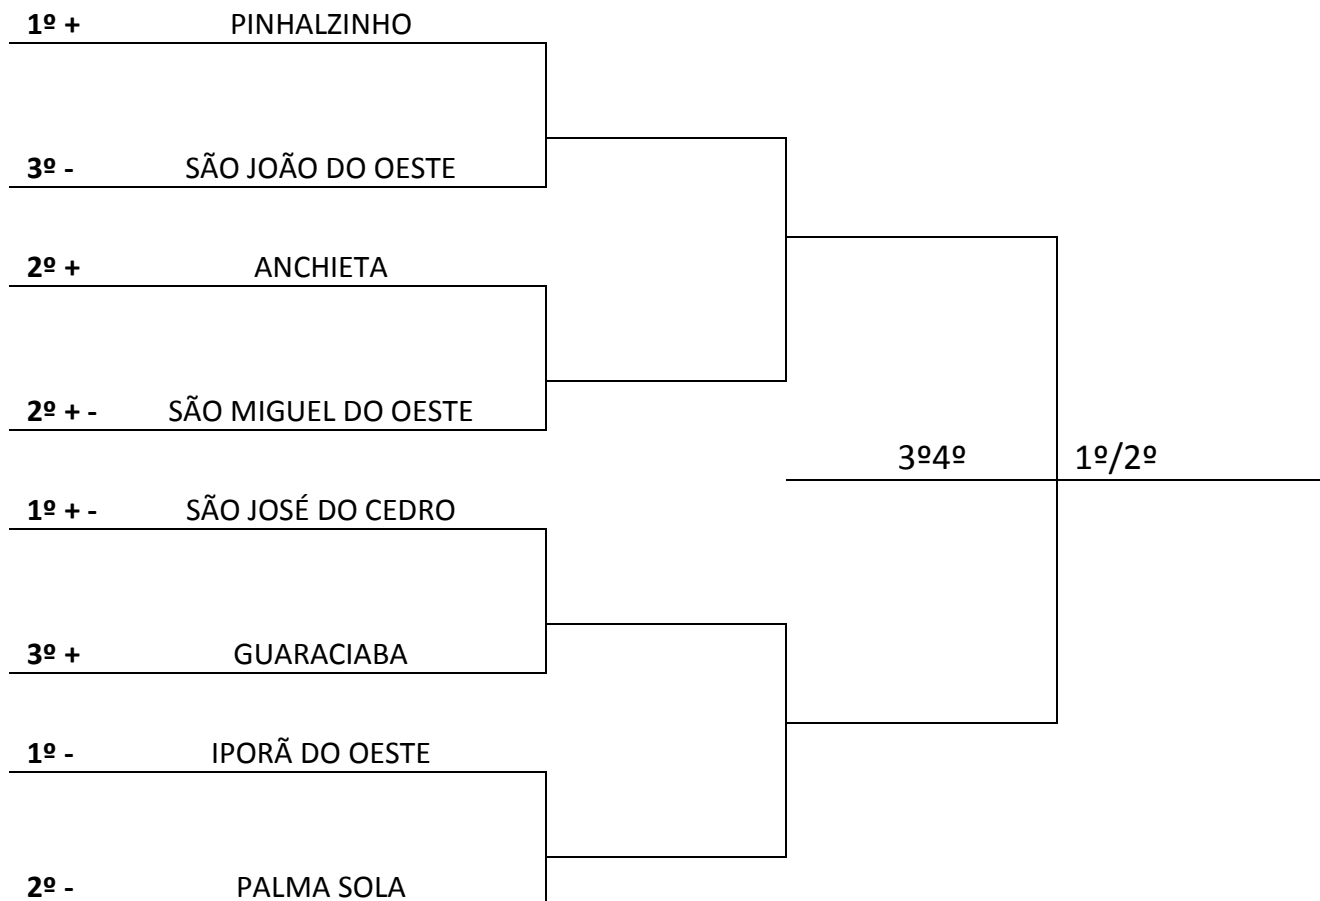 1º + PINHALZINHO
3º - SÃO JOÃO DO OESTE
2º + ANCHIETA
2º + - SÃO MIGUEL DO OESTE
3º4º 1º/2º
1º + - SÃO JOSÉ DO CEDRO
3º + GUARACIABA
1º - IPORÃ DO OESTE
2º - PALMA SOLA